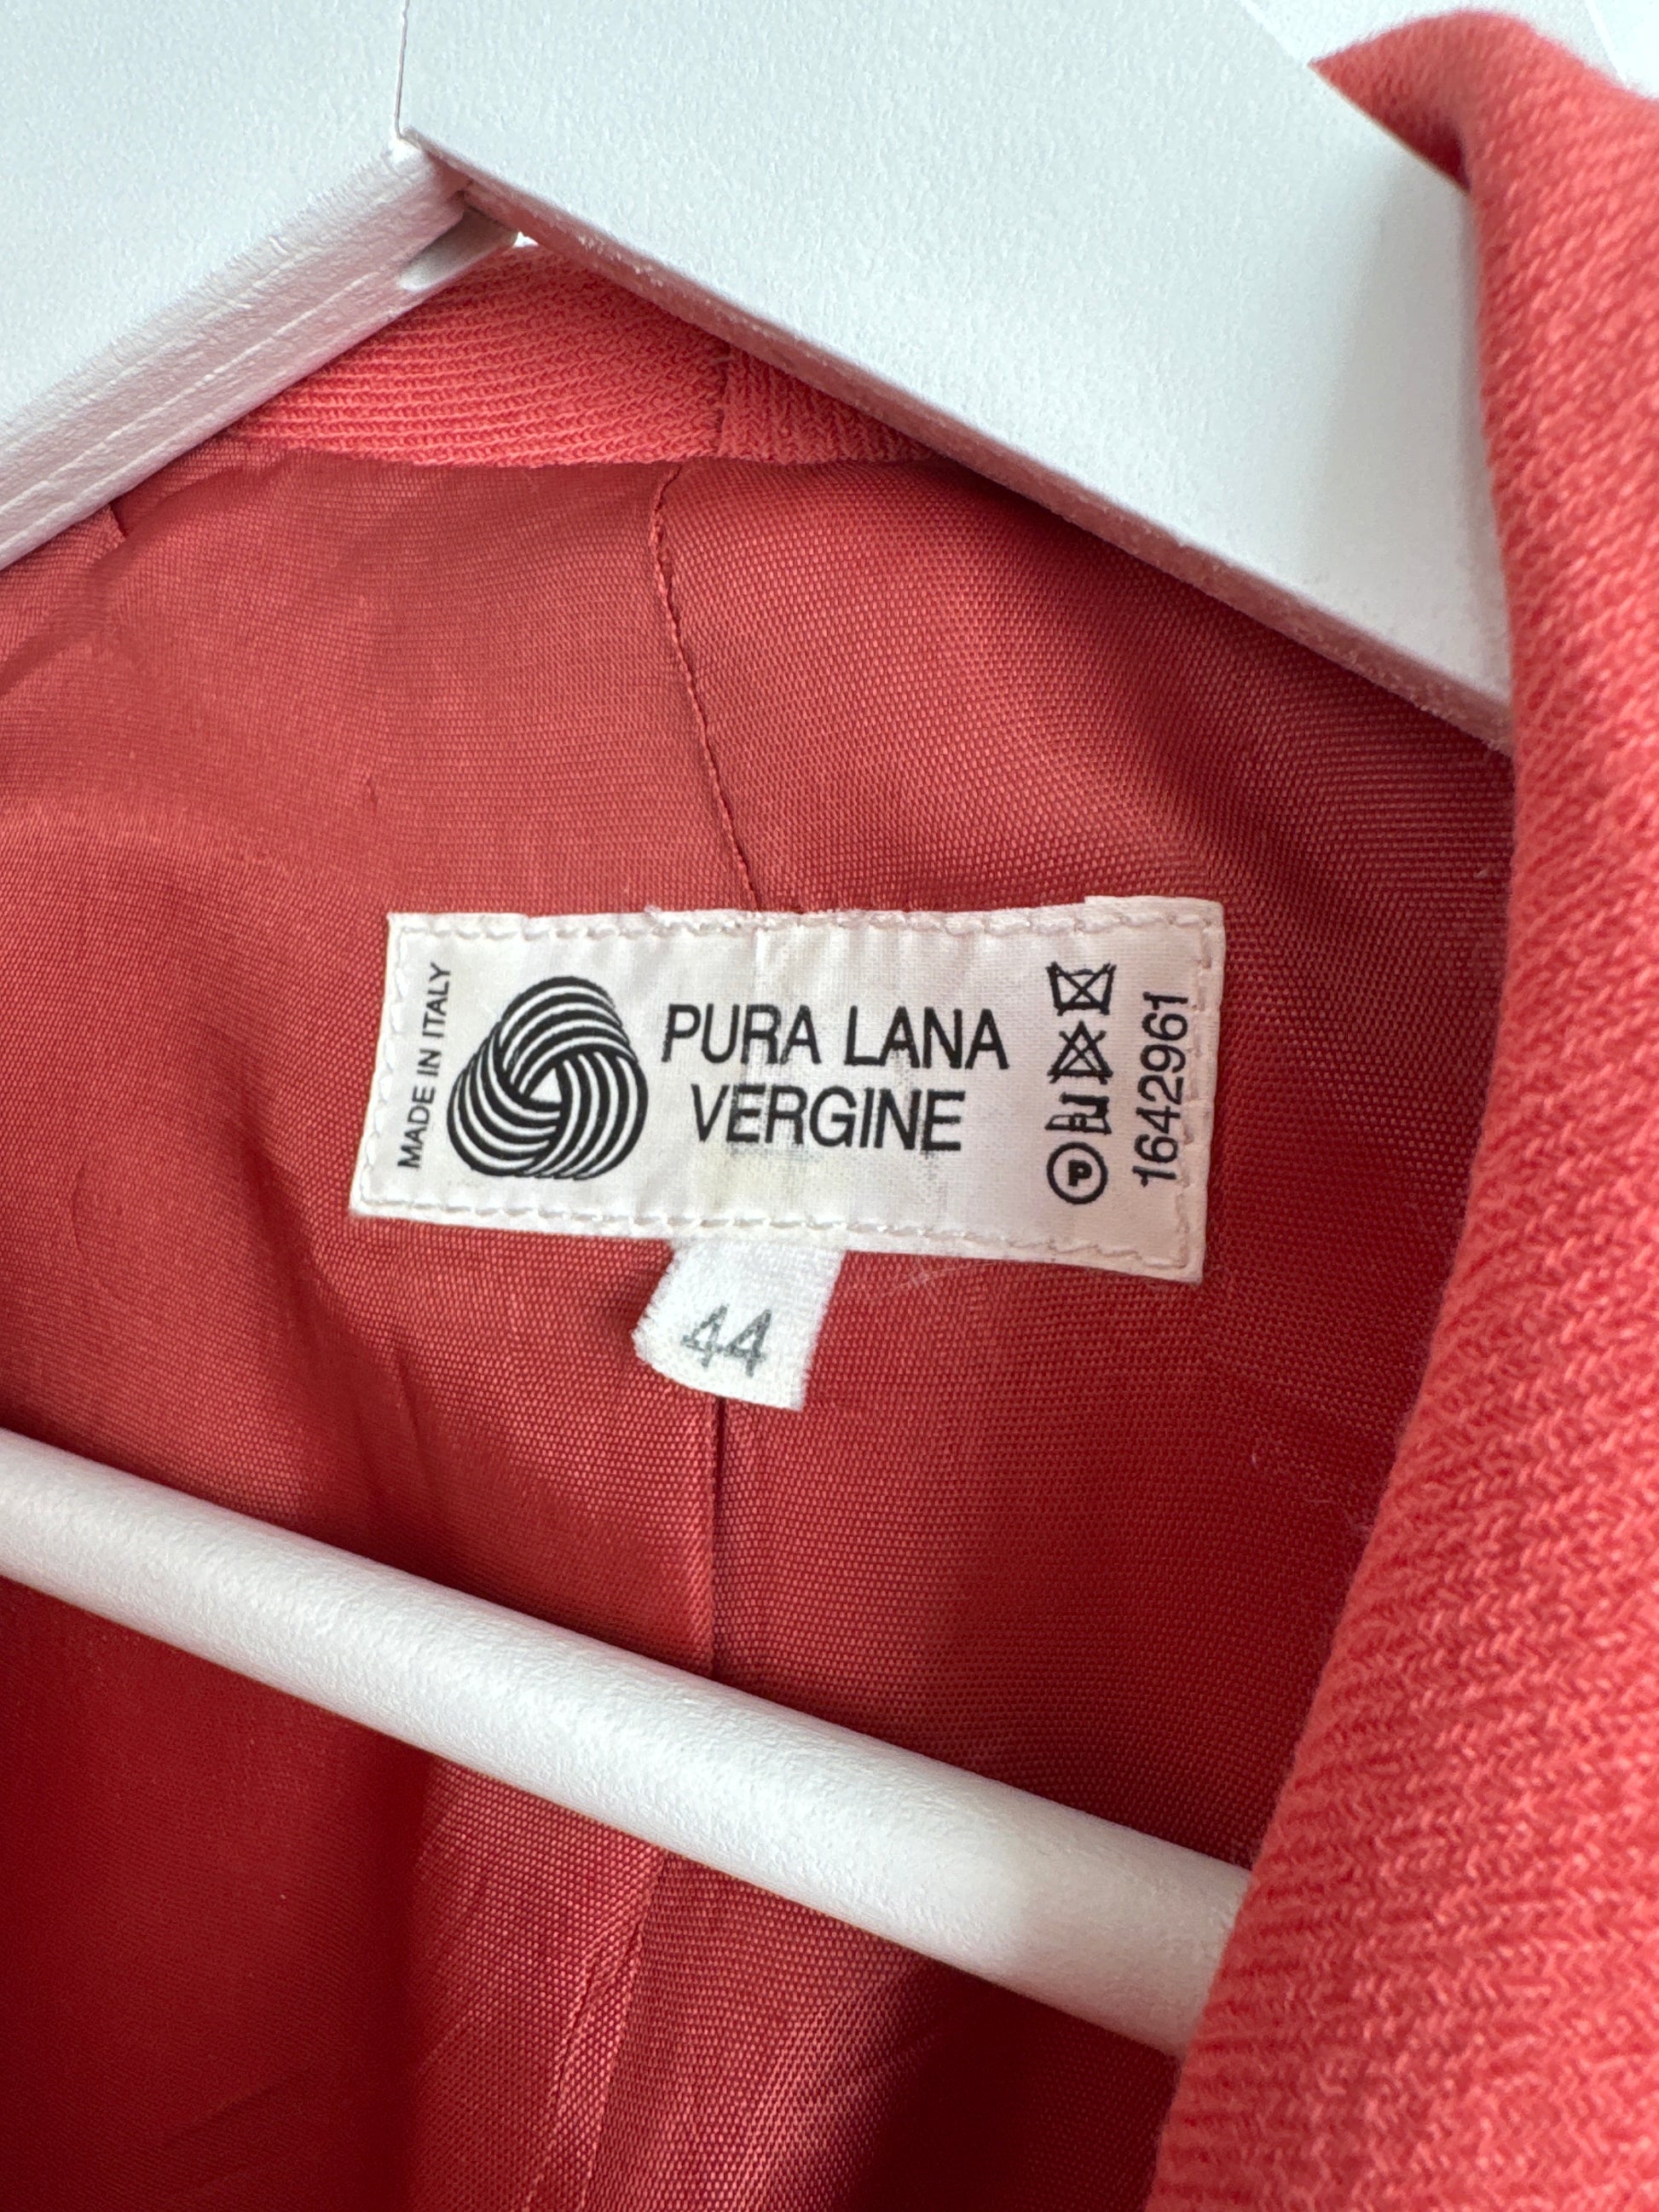 MADE IN ITALY
PURA LANA
VERGINE
P
1642961
44